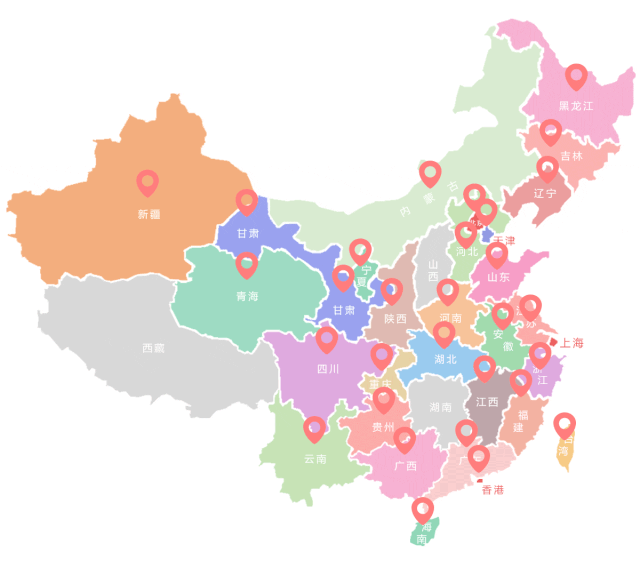 黑龙江
吉林
辽宁
内蒙古
新疆
甘肃
宁夏
天津
河北
山西
山东
青海
甘肃
陕西
河南
西藏
四川
重庆
湖北
安徽
上海
江
湖南
江西
贵州
福建
云南
广西
台湾
香港
海南